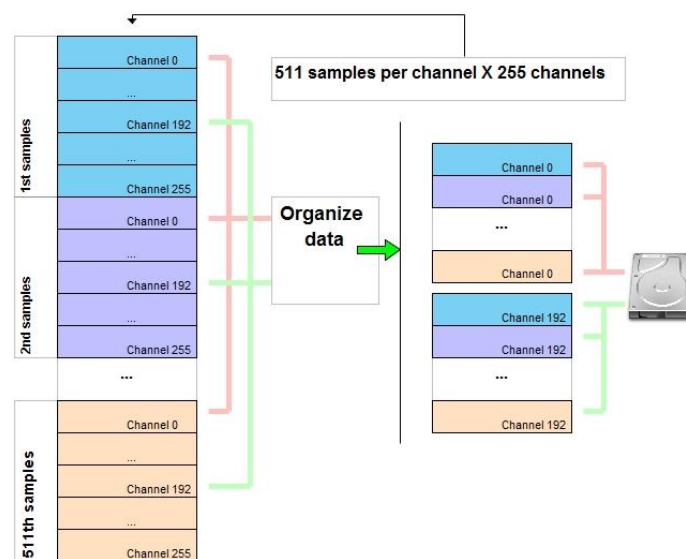 511 samples per channel X 255 channels
1st samples
Channel 0
...
Channel 192
...
Channel 255
2nd samples
Channel 0
...
Channel 192
...
Channel 255
...
511th samples
Channel 0
...
Channel 192
...
Channel 255
Organize
data
Channel 0
Channel 0
...
Channel 0
Channel 192
Channel 192
...
Channel 192